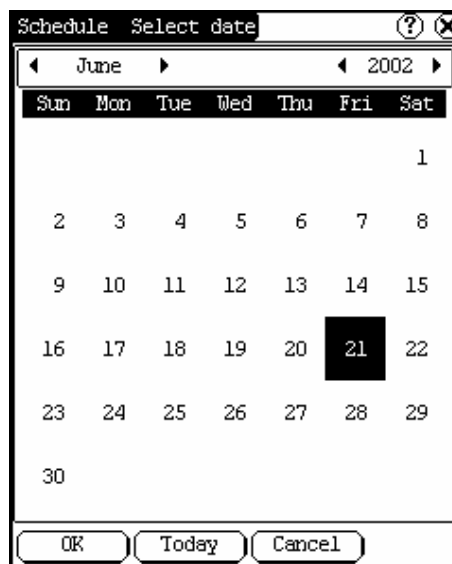 Schedule Select date ?
June 2002
Sun Mon Tue Wed Thu Fri Sat
1
2 3 4 5 6 7 8
9 10 11 12 13 14 15
16 17 18 19 20 21 22
23 24 25 26 27 28 29
30
OK Today Cancel